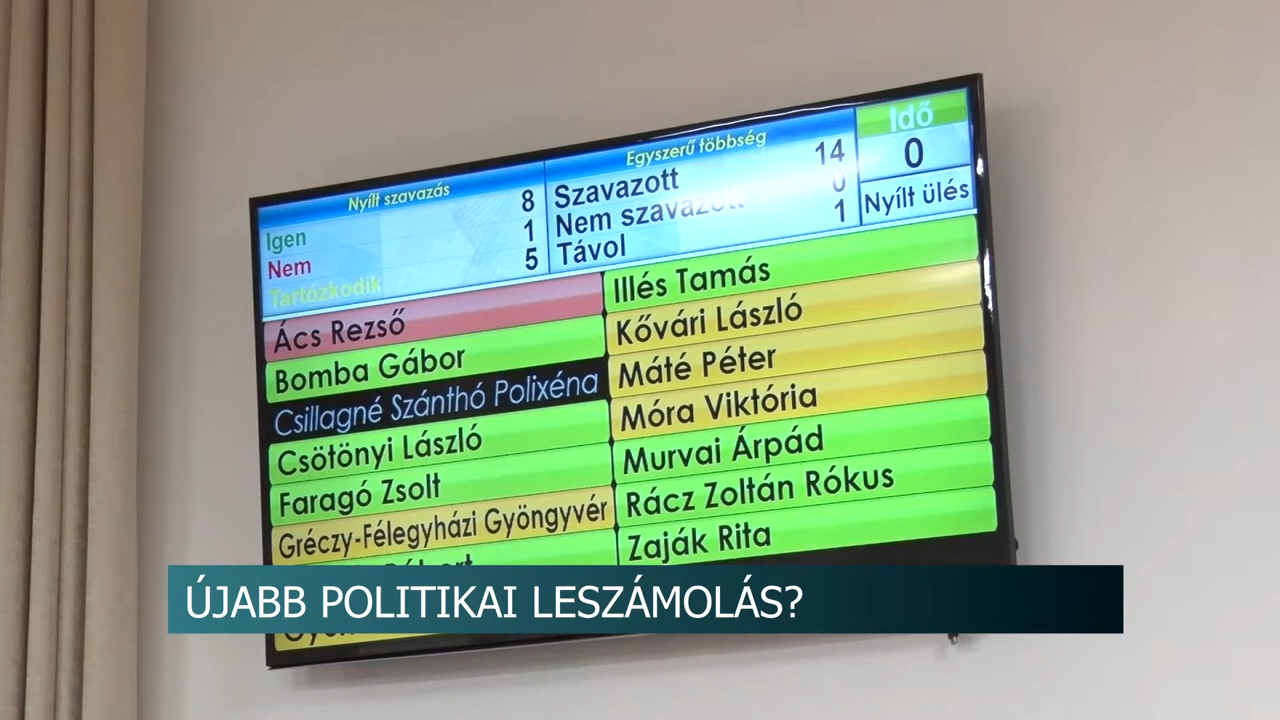 Nyílt szavazás
Igen 8
Nem 1
Tartózkodik 5
Egyszerű többség
Szavazott 14
Nem szavazott 0
Távol 1
Idő
0
Nyílt ülés
Ács Rezső
Bomba Gábor
Csillagné Szánthó Polixéna
Csötönyi László
Faragó Zsolt
Gréczy-Félegyházi Gyöngyvér
Illés Tamás
Kővári László
Máté Péter
Móra Viktória
Murvai Árpád
Rácz Zoltán Rókus
Zaják Rita
ÚJABB POLITIKAI LESZÁMOLÁS?